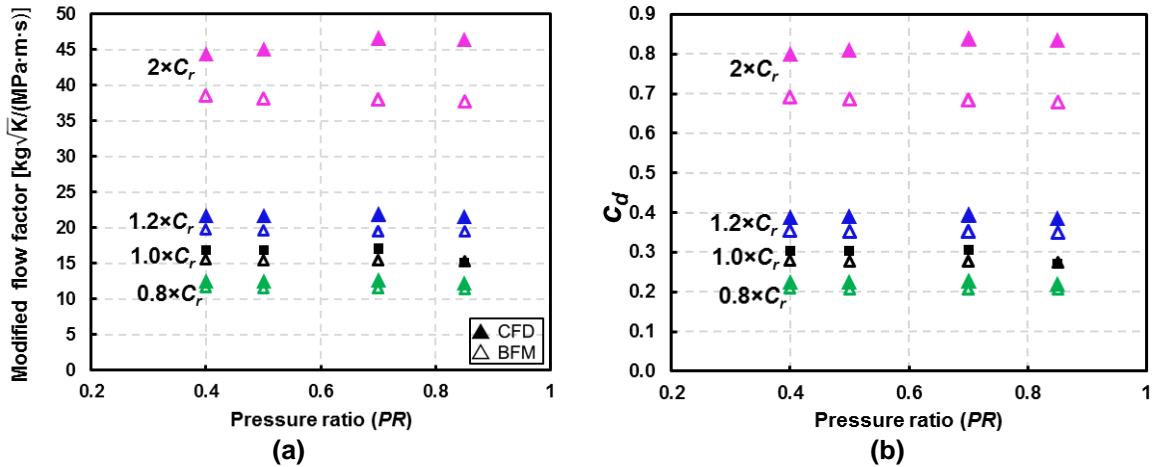 Modified flow factor [kg√K/(MPa·m·s)]
50
45
40
35
30
25
20
15
10
5
0
2×Cr
1.2×Cr
1.0×Cr
0.8×Cr
CFD
BFM
0.2
0.4
0.6
0.8
1
Pressure ratio (PR)
(a)
Cd
1
0.9
0.8
0.7
0.6
0.5
0.4
0.3
0.2
0.1
0
2×Cr
1.2×Cr
1.0×Cr
0.8×Cr
0.2
0.4
0.6
0.8
1
Pressure ratio (PR)
(b)